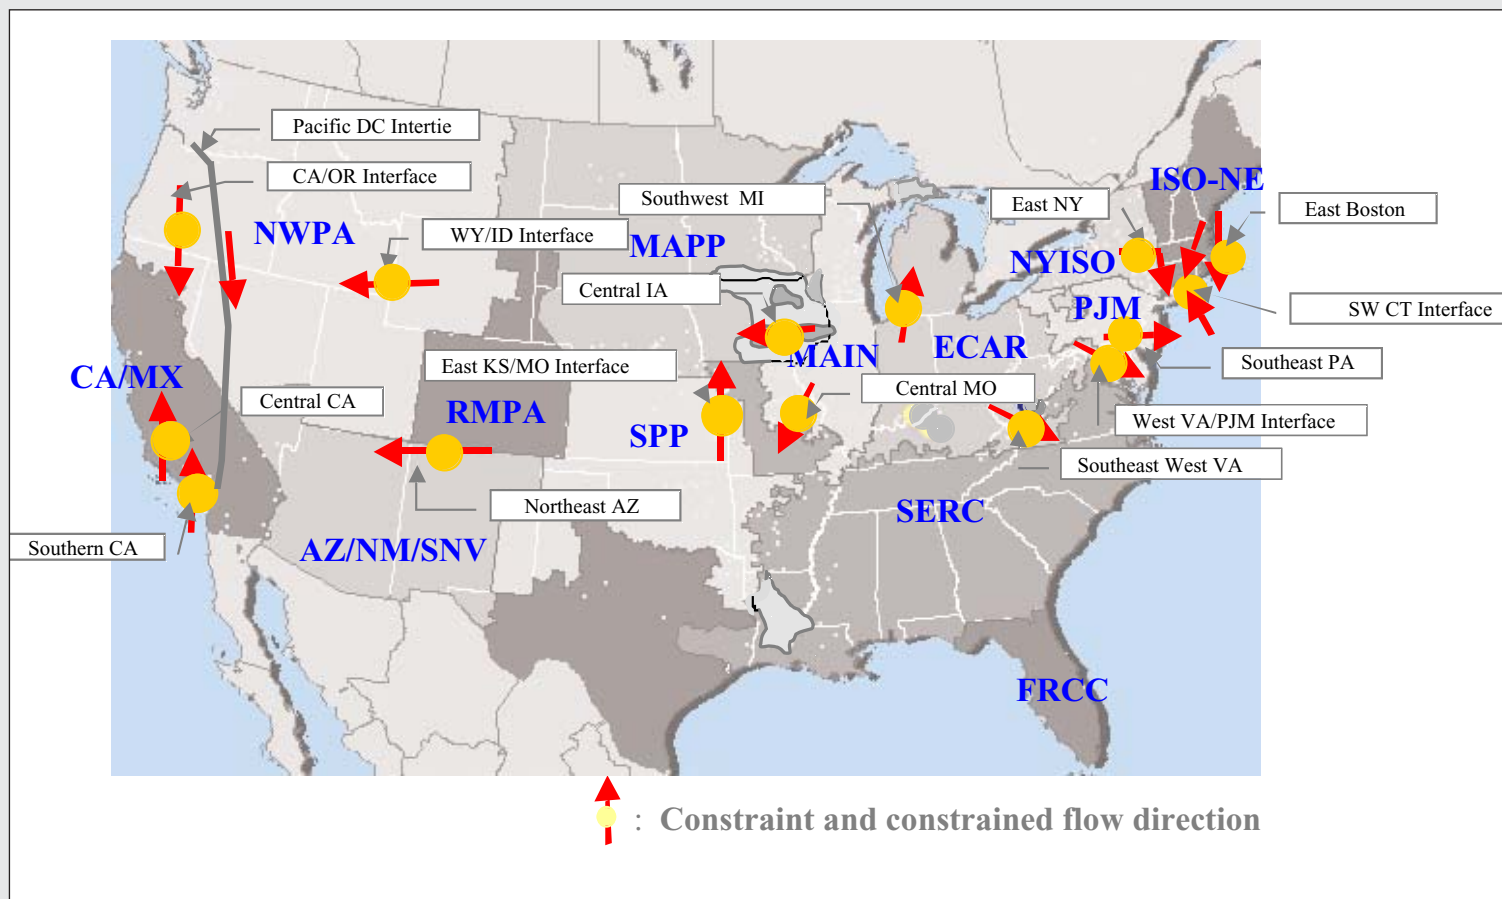 Pacific DC Intertie
CA/OR Interface
ISO-NE
Southwest  MI
East NY
East Boston
NWPA
WY/ID Interface
MAPP
NYISO
Central IA
PJM
SW CT Interface
MAIN
ECAR
East KS/MO Interface
Southeast PA
CA/MX
Central CA
Central MO
RMPA
SPP
West VA/PJM Interface
Southeast West VA
Northeast AZ
SERC
Southern CA
AZ/NM/SNV
FRCC
:  Constraint and constrained flow direction